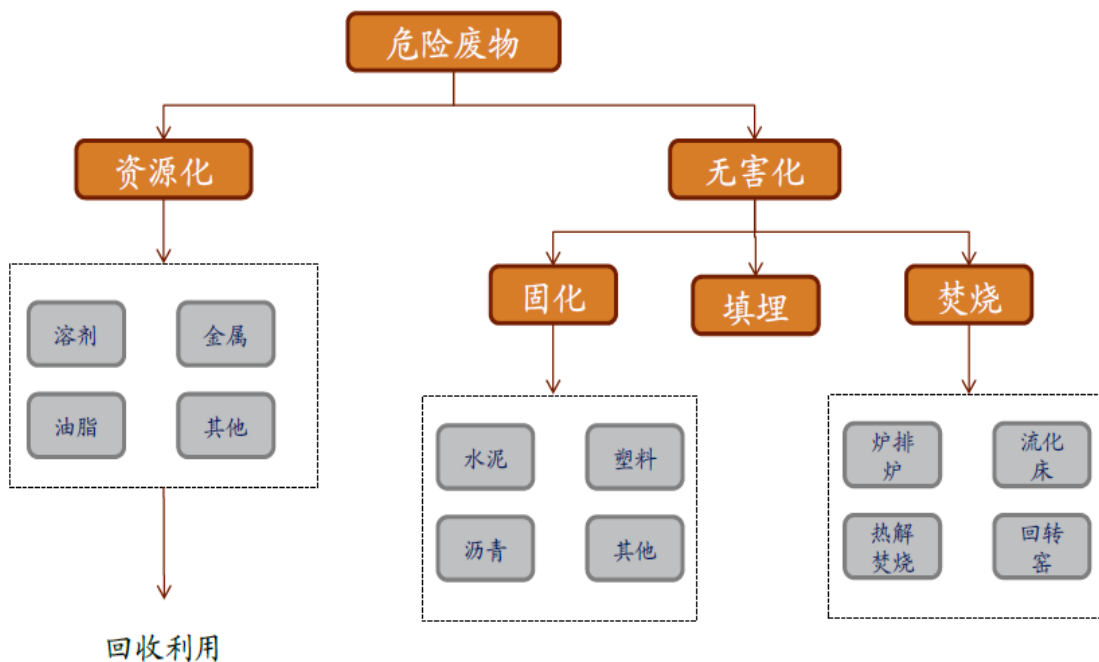 危险废物
资源化
无害化
固化
填埋
焚烧
溶剂
金属
油脂
其他
水泥
塑料
沥青
其他
炉排
炉
流化
床
热解
焚烧
回转
窑
回收利用